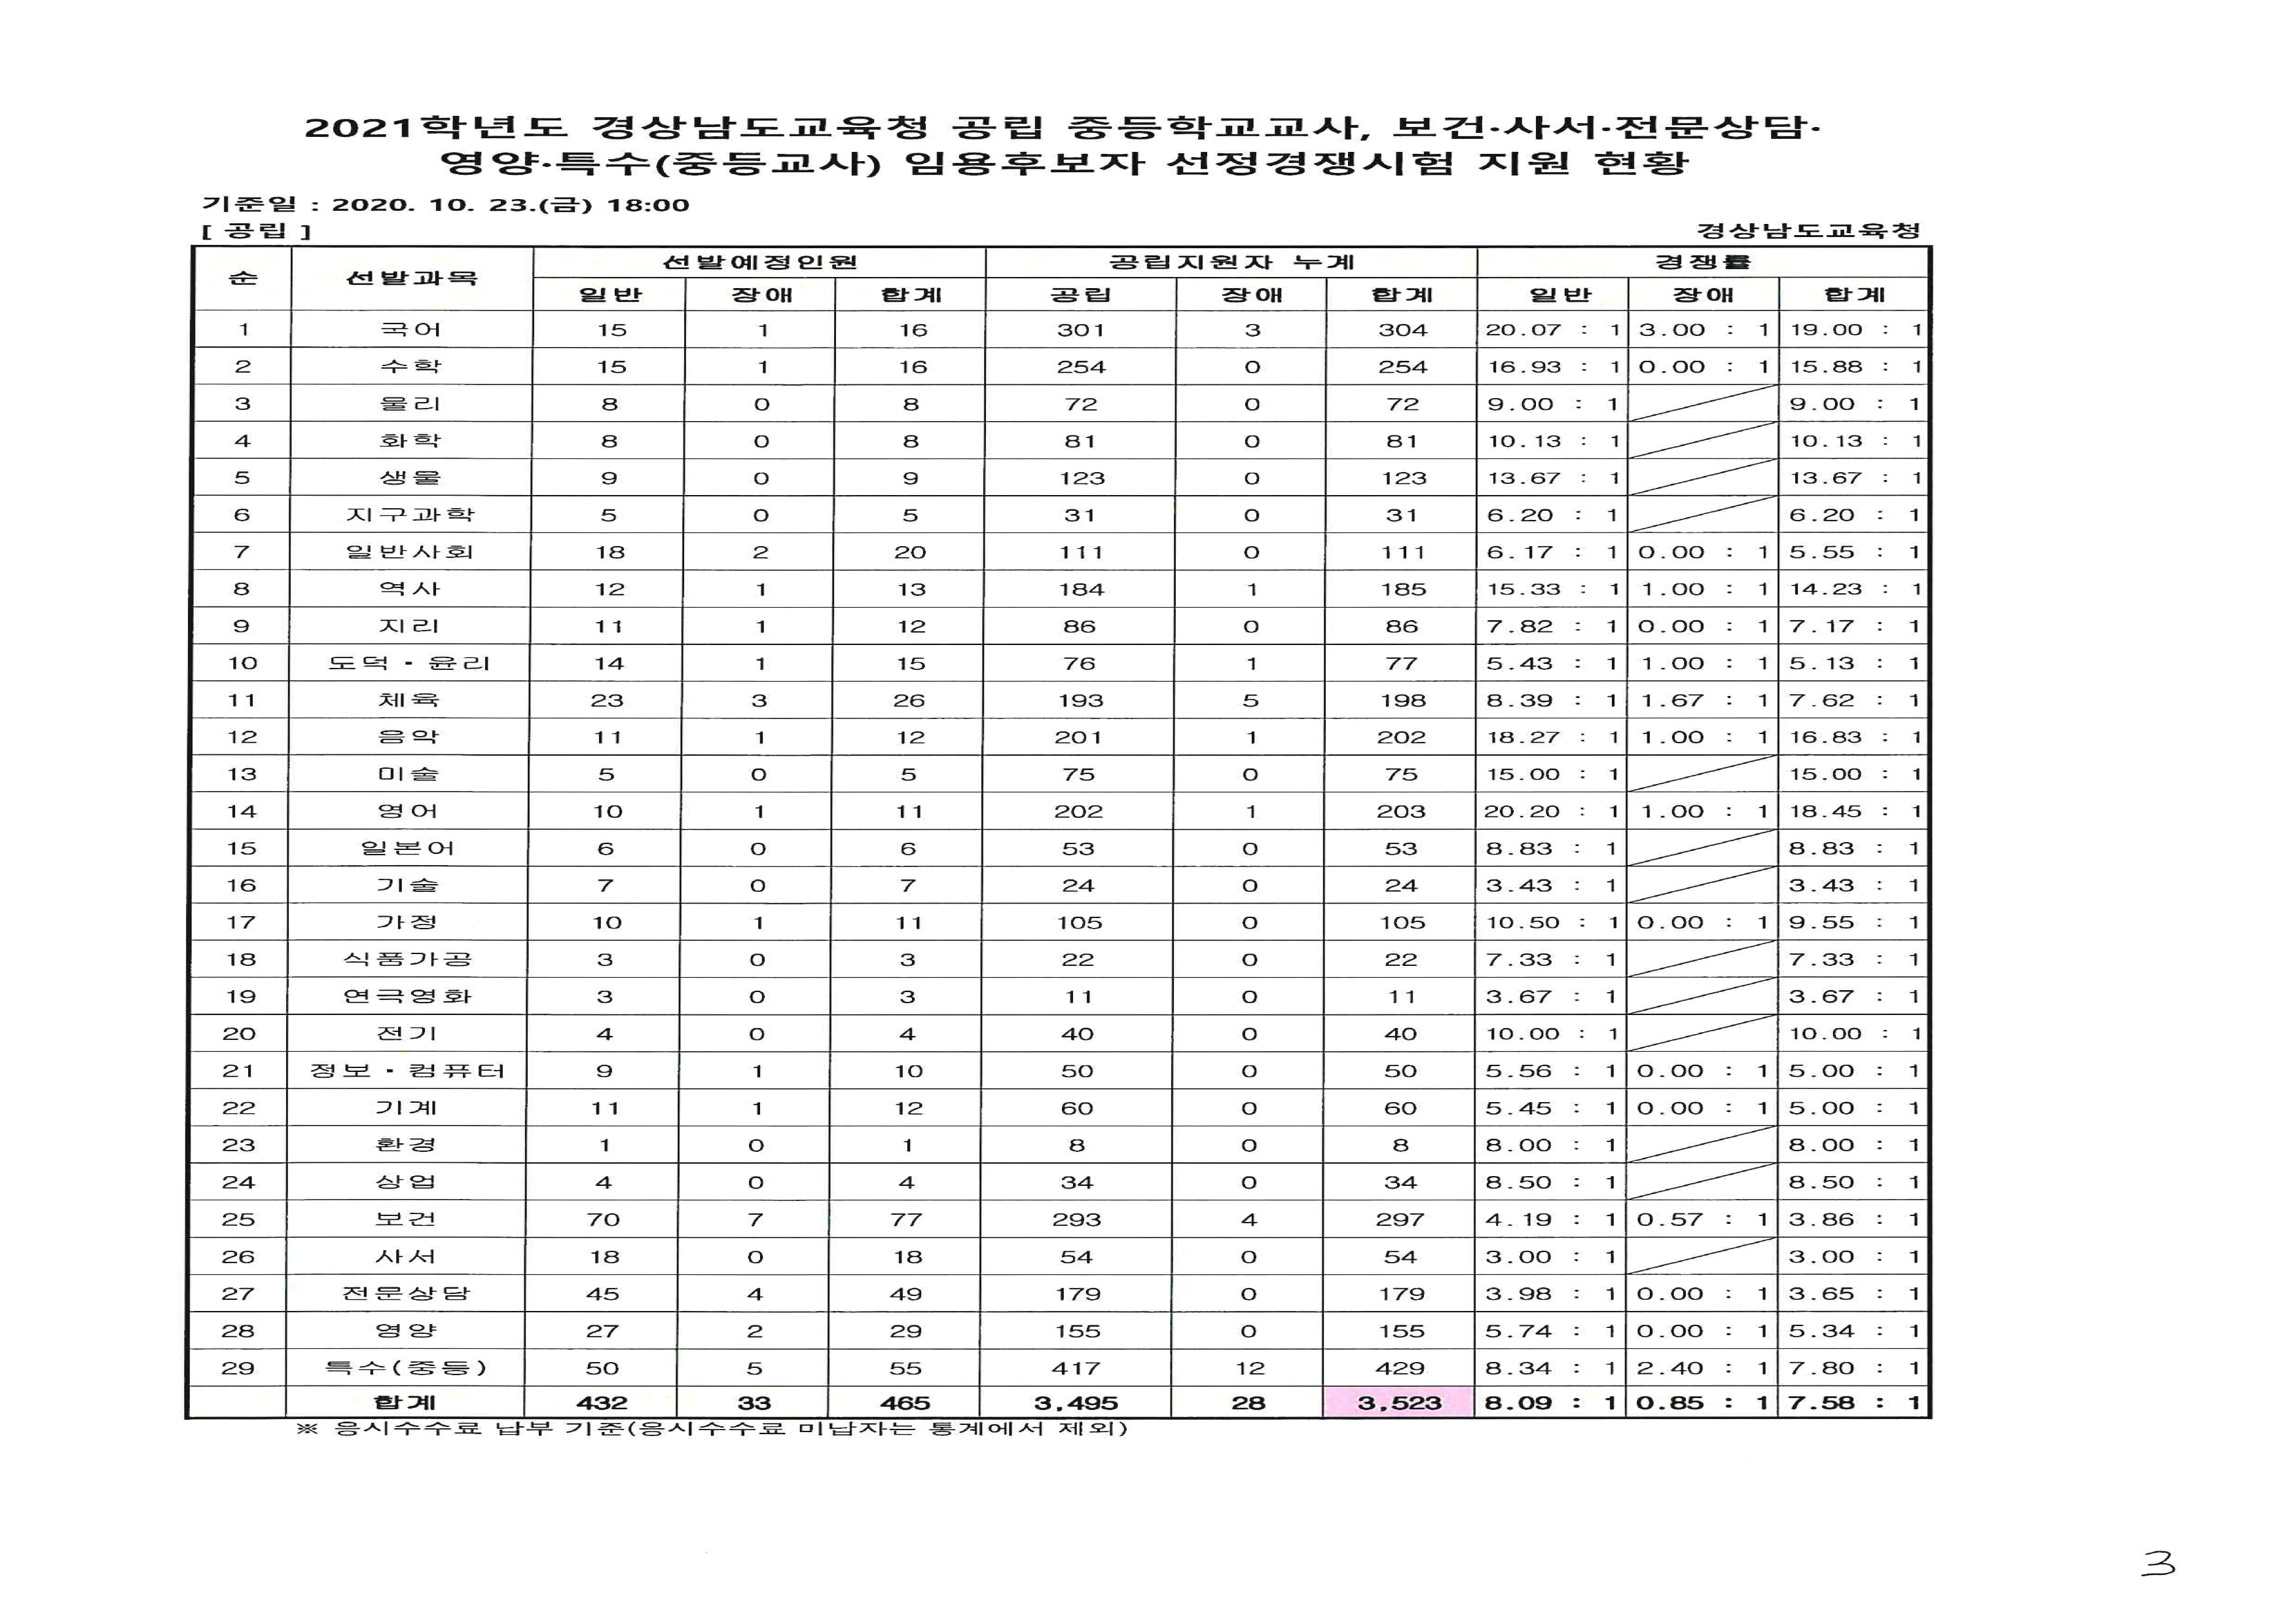 2021학년도 경상남도교육청 공립 중등학교교사, 보건·사서·전문상담·
영양·특수(중등교사) 임용후보자 선정경쟁시험 지원 현황
기준일 : 2020. 10. 23.(금) 18:00
[ 공립 ] 경상남도교육청
순 선발과목 선발예정인원 공립지원자 누계 경쟁률
일반 장애 합계 공립 장애 합계 일반 장애 합계
1 국어 15 1 16 301 3 304 20.07 : 1 3.00 : 1 19.00 : 1
2 수학 15 1 16 254 0 254 16.93 : 1 0.00 : 1 15.88 : 1
3 물리 8 0 8 72 0 72 9.00 : 1 9.00 : 1
4 화학 8 0 8 81 0 81 10.13 : 1 10.13 : 1
5 생물 9 0 9 123 0 123 13.67 : 1 13.67 : 1
6 지구과학 5 0 5 31 0 31 6.20 : 1 6.20 : 1
7 일반사회 18 2 20 111 0 111 6.17 : 1 0.00 : 1 5.55 : 1
8 역사 12 1 13 184 1 185 15.33 : 1 1.00 : 1 14.23 : 1
9 지리 11 1 12 86 0 86 7.82 : 1 0.00 : 1 7.17 : 1
10 도덕·윤리 14 1 15 76 1 77 5.43 : 1 1.00 : 1 5.13 : 1
11 체육 23 3 26 193 5 198 8.39 : 1 1.67 : 1 7.62 : 1
12 음악 11 1 12 201 1 202 18.27 : 1 1.00 : 1 16.83 : 1
13 미술 5 0 5 75 0 75 15.00 : 1 15.00 : 1
14 영어 10 1 11 202 1 203 20.20 : 1 1.00 : 1 18.45 : 1
15 일본어 6 0 6 53 0 53 8.83 : 1 8.83 : 1
16 기술 7 0 7 24 0 24 3.43 : 1 3.43 : 1
17 가정 10 1 11 105 0 105 10.50 : 1 0.00 : 1 9.55 : 1
18 식품가공 3 0 3 22 0 22 7.33 : 1 7.33 : 1
19 연극영화 3 0 3 11 0 11 3.67 : 1 3.67 : 1
20 전기 4 0 4 40 0 40 10.00 : 1 10.00 : 1
21 정보·컴퓨터 9 1 10 50 0 50 5.56 : 1 0.00 : 1 5.00 : 1
22 기계 11 1 12 60 0 60 5.45 : 1 0.00 : 1 5.00 : 1
23 환경 1 0 1 8 0 8 8.00 : 1 8.00 : 1
24 상업 4 0 4 34 0 34 8.50 : 1 8.50 : 1
25 보건 70 7 77 293 4 297 4.19 : 1 0.57 : 1 3.86 : 1
26 사서 18 0 18 54 0 54 3.00 : 1 3.00 : 1
27 전문상담 45 4 49 179 0 179 3.98 : 1 0.00 : 1 3.65 : 1
28 영양 27 2 29 155 0 155 5.74 : 1 0.00 : 1 5.34 : 1
29 특수(중등) 50 5 55 417 12 429 8.34 : 1 2.40 : 1 7.80 : 1
합계 432 33 465 3,495 28 3,523 8.09 : 1 0.85 : 1 7.58 : 1
※ 응시수수료 납부 기준(응시수수료 미납자는 통계에서 제외)
3